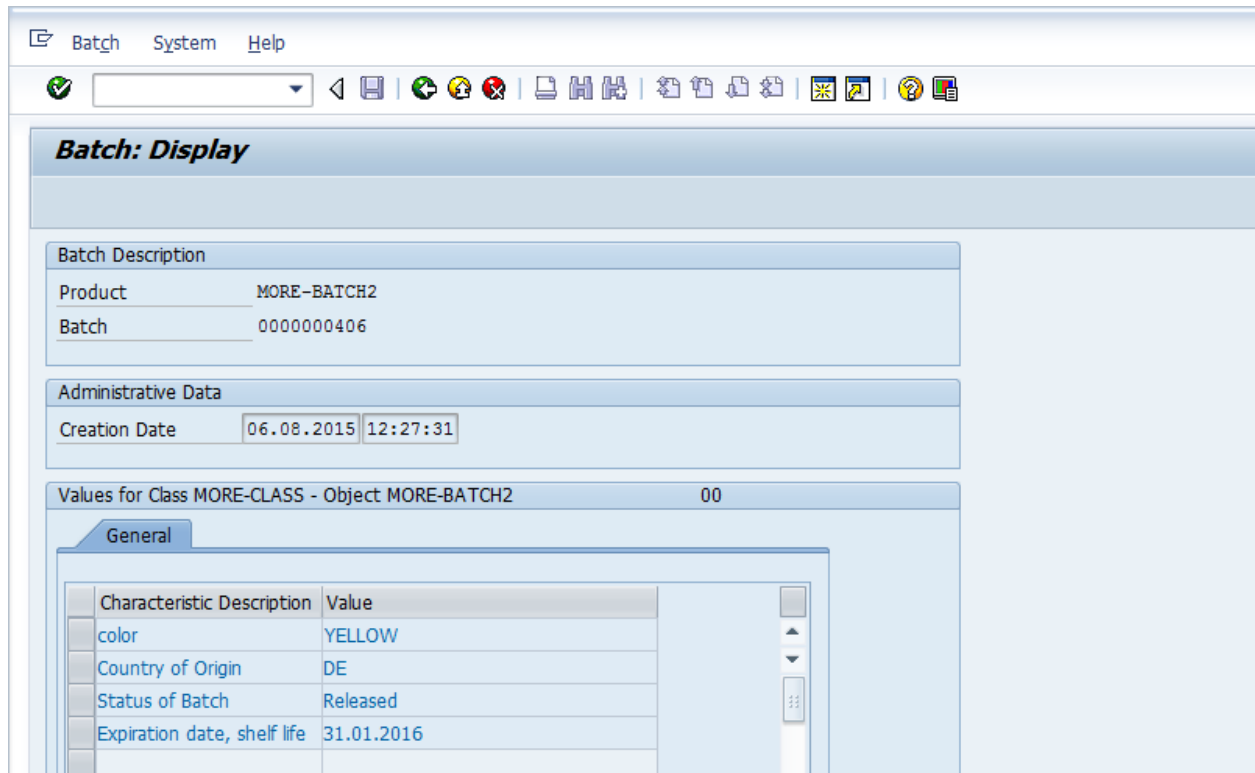 Batch System Help
Batch: Display
Batch Description
Product MORE-BATCH2
Batch 0000000406
Administrative Data
Creation Date 06.08.2015 12:27:31
Values for Class MORE-CLASS - Object MORE-BATCH2 00
General
Characteristic Description Value
color YELLOW
Country of Origin DE
Status of Batch Released
Expiration date, shelf life 31.01.2016